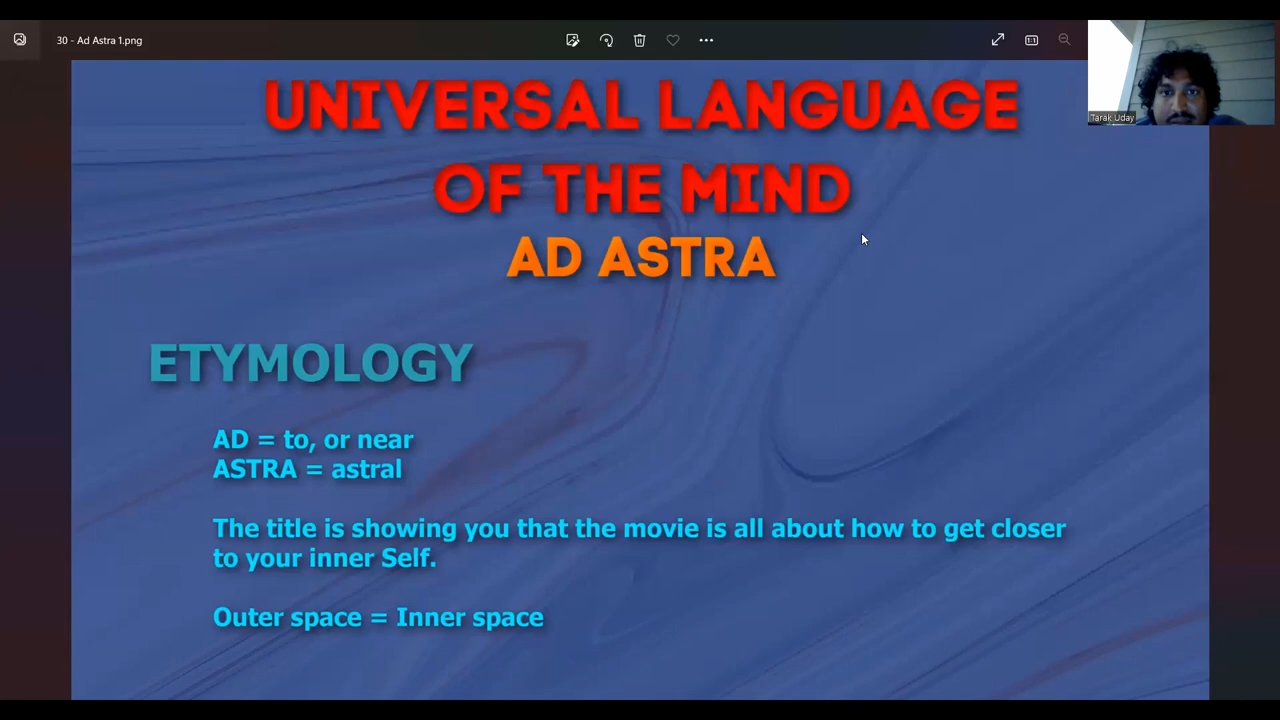 30 - Ad Astra 1.png
Tarak Uday
UNIVERSAL LANGUAGE
OF THE MIND
AD ASTRA
ETYMOLOGY
AD = to, or near
ASTRA = astral
The title is showing you that the movie is all about how to get closer
to your inner Self.
Outer space = Inner space